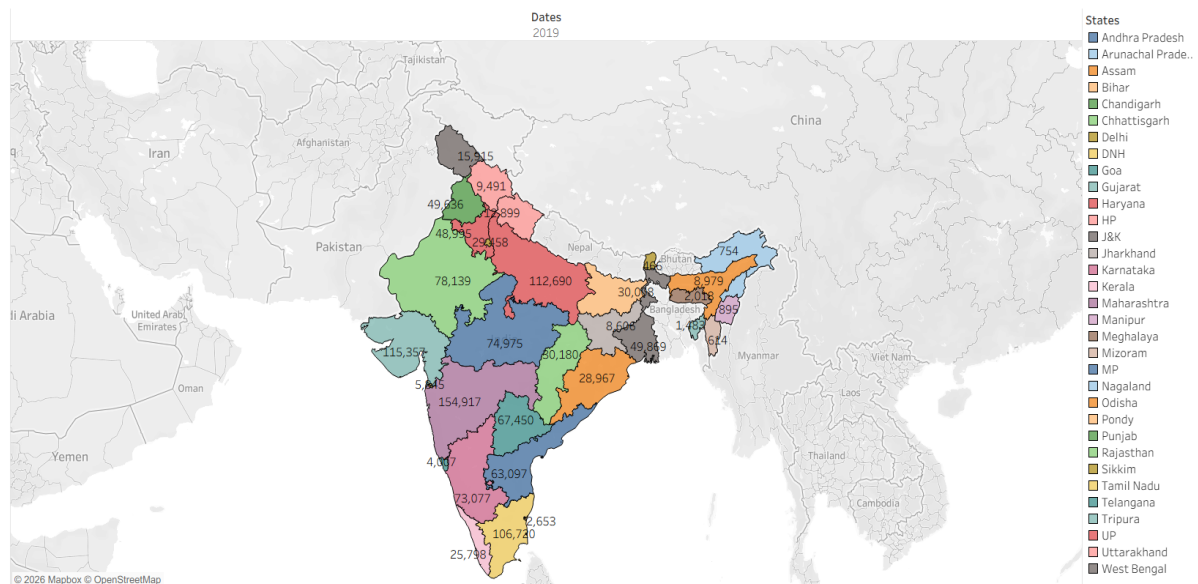 Dates
2019
States
Andhra Pradesh
Arunachal Prade..
Assam
Bihar
Chandigarh
Chhattisgarh
Delhi
DNH
Goa
Gujarat
Haryana
HP
J&K
Jharkhand
Karnataka
Kerala
Maharashtra
Manipur
Meghalaya
Mizoram
MP
Nagaland
Odisha
Pondy
Punjab
Rajasthan
Sikkim
Tamil Nadu
Telangana
Tripura
UP
Uttarakhand
West Bengal
Tajikistan
China
Iran
Afghanistan
15,915
9,491
49,636
12,899
48,995
Pakistan
Nepal
Bhutan
754
78,139
112,690
8,979
30,098
2,018
Bangladesh
895
United Arab
Emirates
1,483
614
74,975
8,603
49,869
115,357
30,180
Myanmar
Viet Nam
Oman
28,967
154,917
67,450
Laos
Yemen
Thailand
63,097
73,077
Cambodia
2,653
106,720
25,798
© 2026 Mapbox © OpenStreetMap